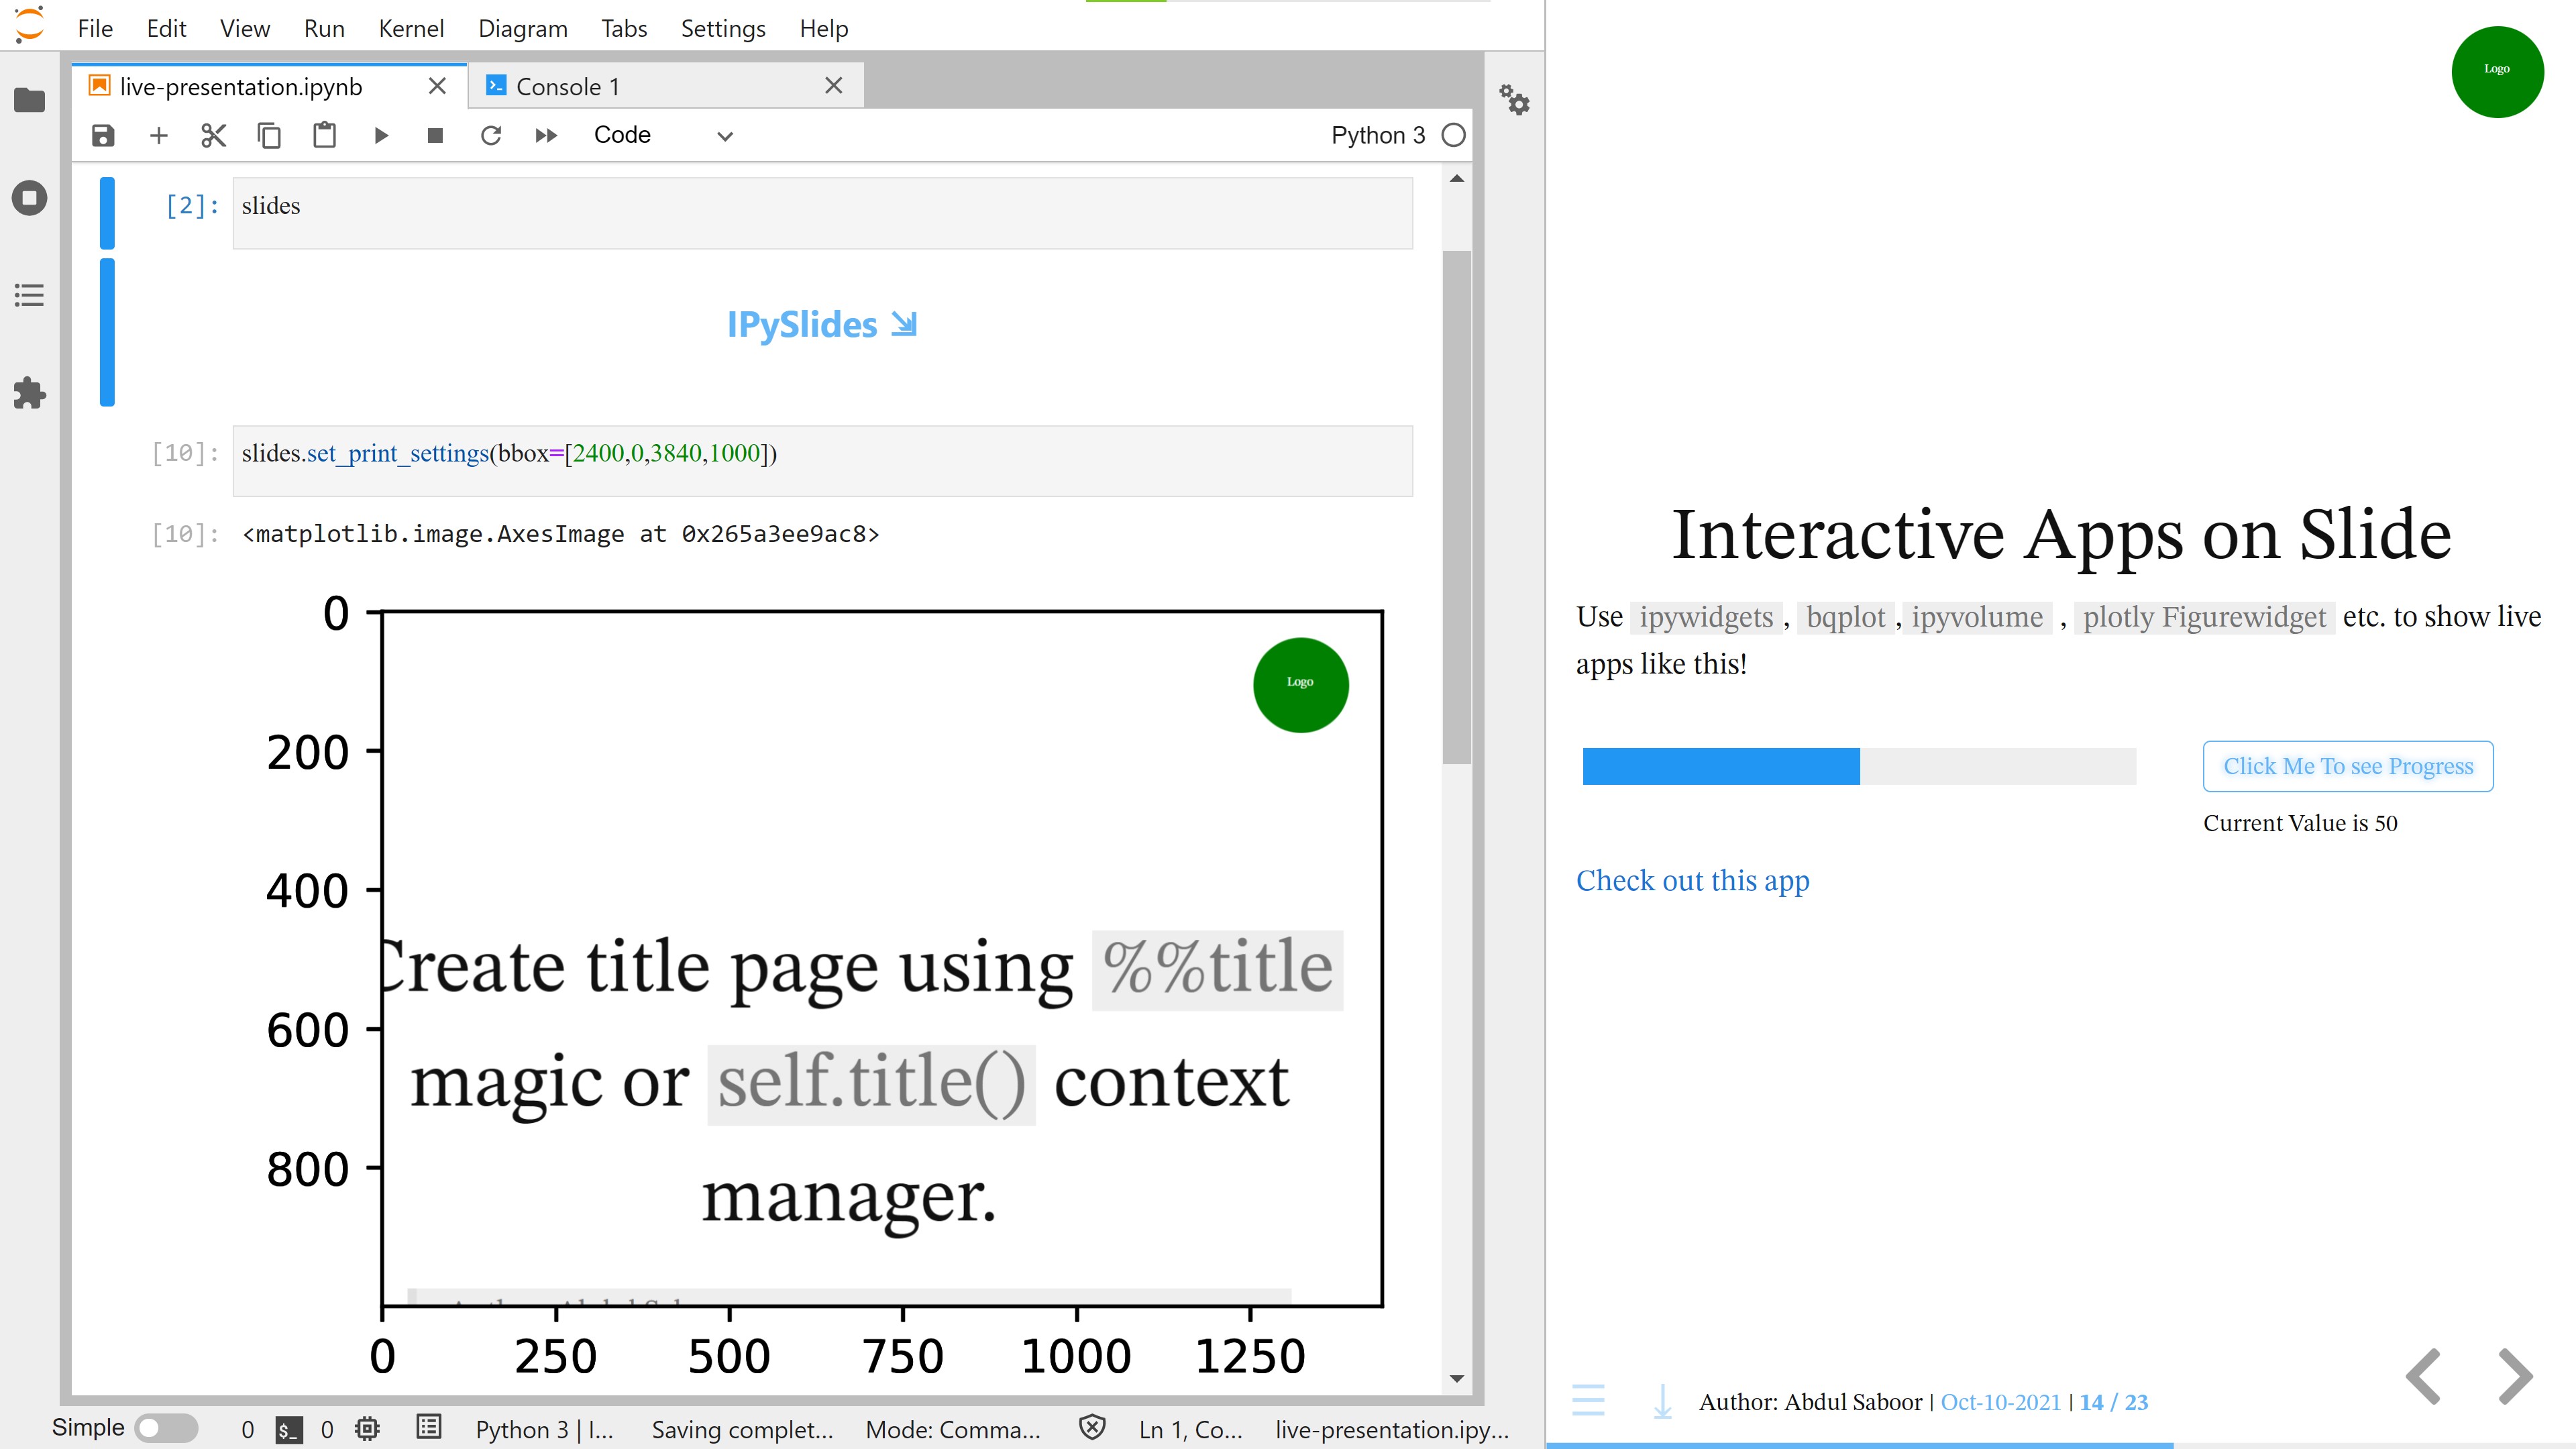 File Edit View Run Kernel Diagram Tabs Settings Help
live-presentation.ipynb
Console 1
Code
Python 3
[2]:
slides
IPySlides
[10]:
slides.set_print_settings(bbox=[2400,0,3840,1000])
[10]:
<matplotlib.image.AxesImage at 0x265a3ee9ac8>
0
200
400
600
800
Logo
Create title page using %%title
magic or self.title() context
manager.
0 250 500 750 1000 1250
Simple
0
$_
0
Python 3 | I...
Saving complet...
Mode: Comma...
Ln 1, Co...
live-presentation.ipy...
Logo
Interactive Apps on Slide
Use ipywidgets , bqplot , ipyvolume , plotly Figurewidget etc. to show live
apps like this!
Click Me To see Progress
Current Value is 50
Check out this app
Author: Abdul Saboor | Oct-10-2021 | 14 / 23